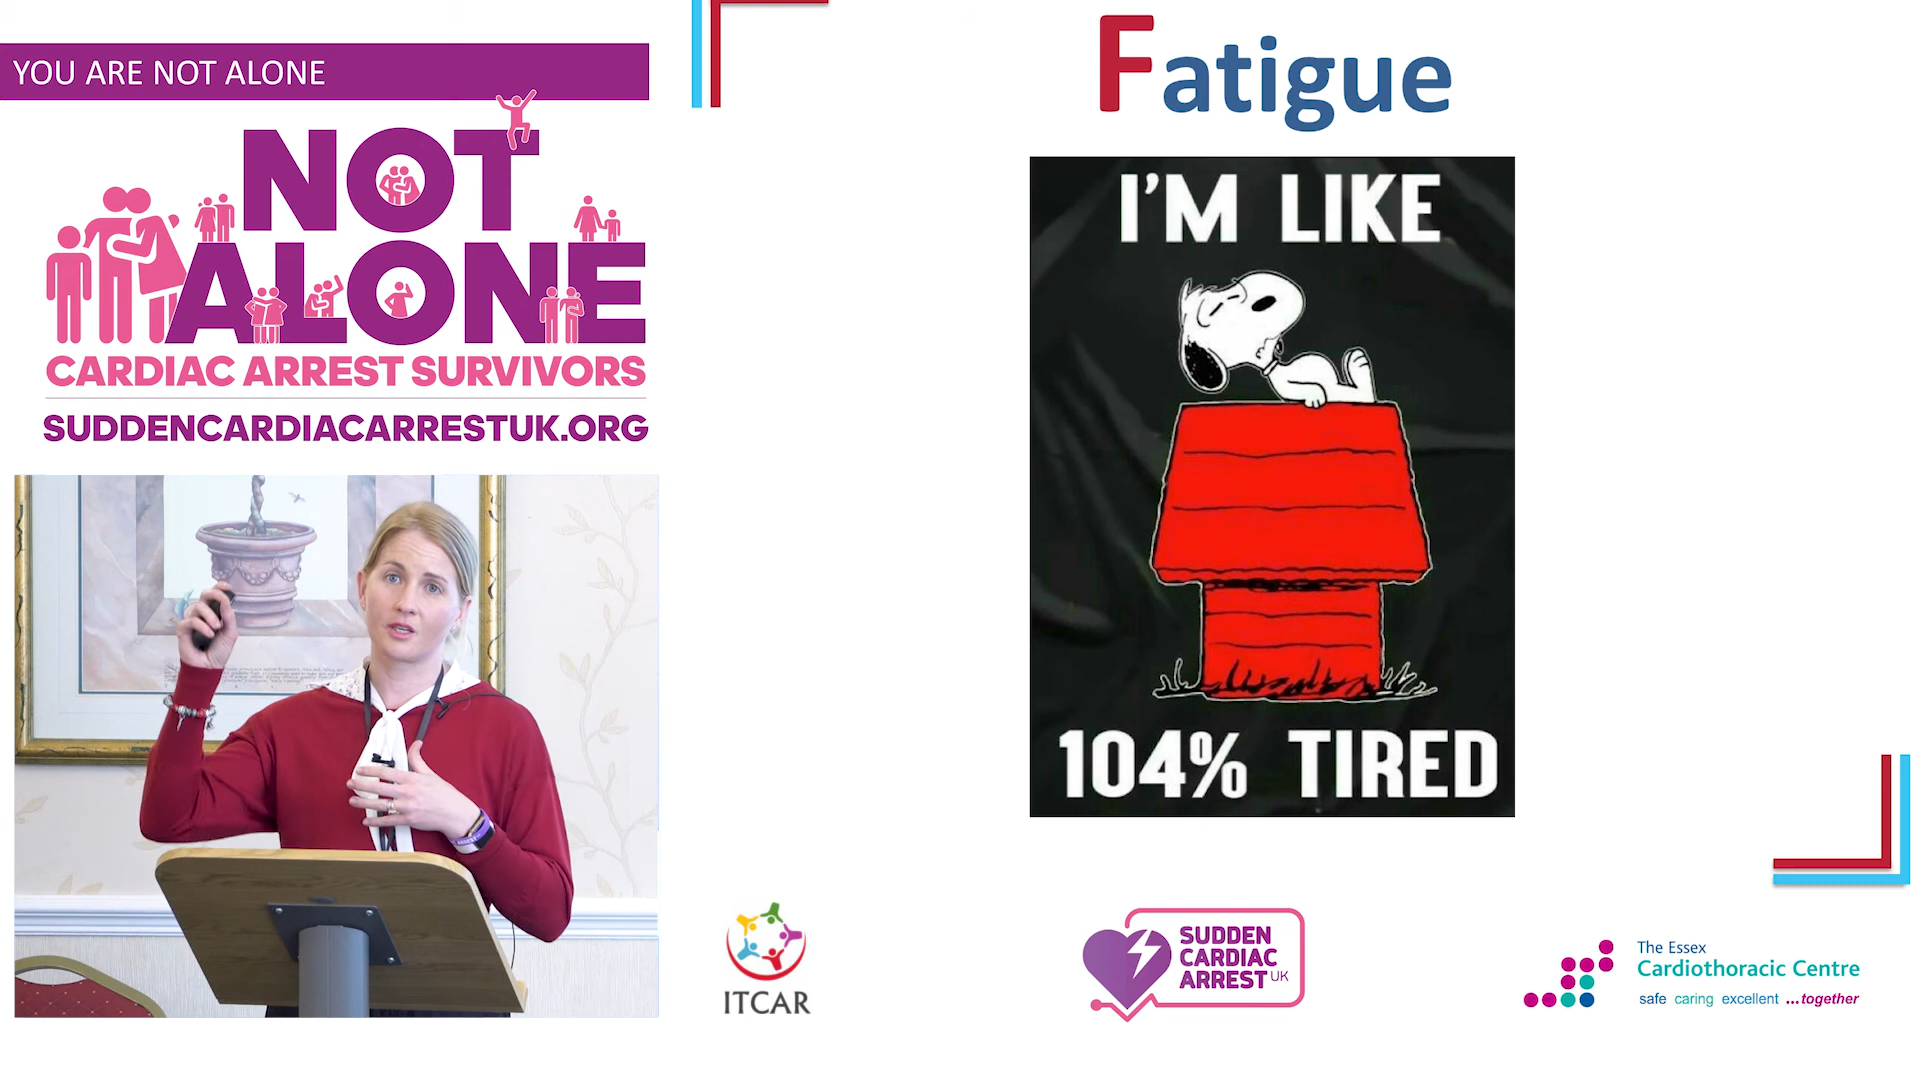 YOU ARE NOT ALONE
NOT
ALONE
CARDIAC ARREST SURVIVORS
SUDDENCARDIACARRESTUK.ORG
Fatigue
I'M LIKE
104% TIRED
ITCAR
SUDDEN
CARDIAC
ARREST UK
The Essex
Cardiothoracic Centre
safe caring excellent ...together